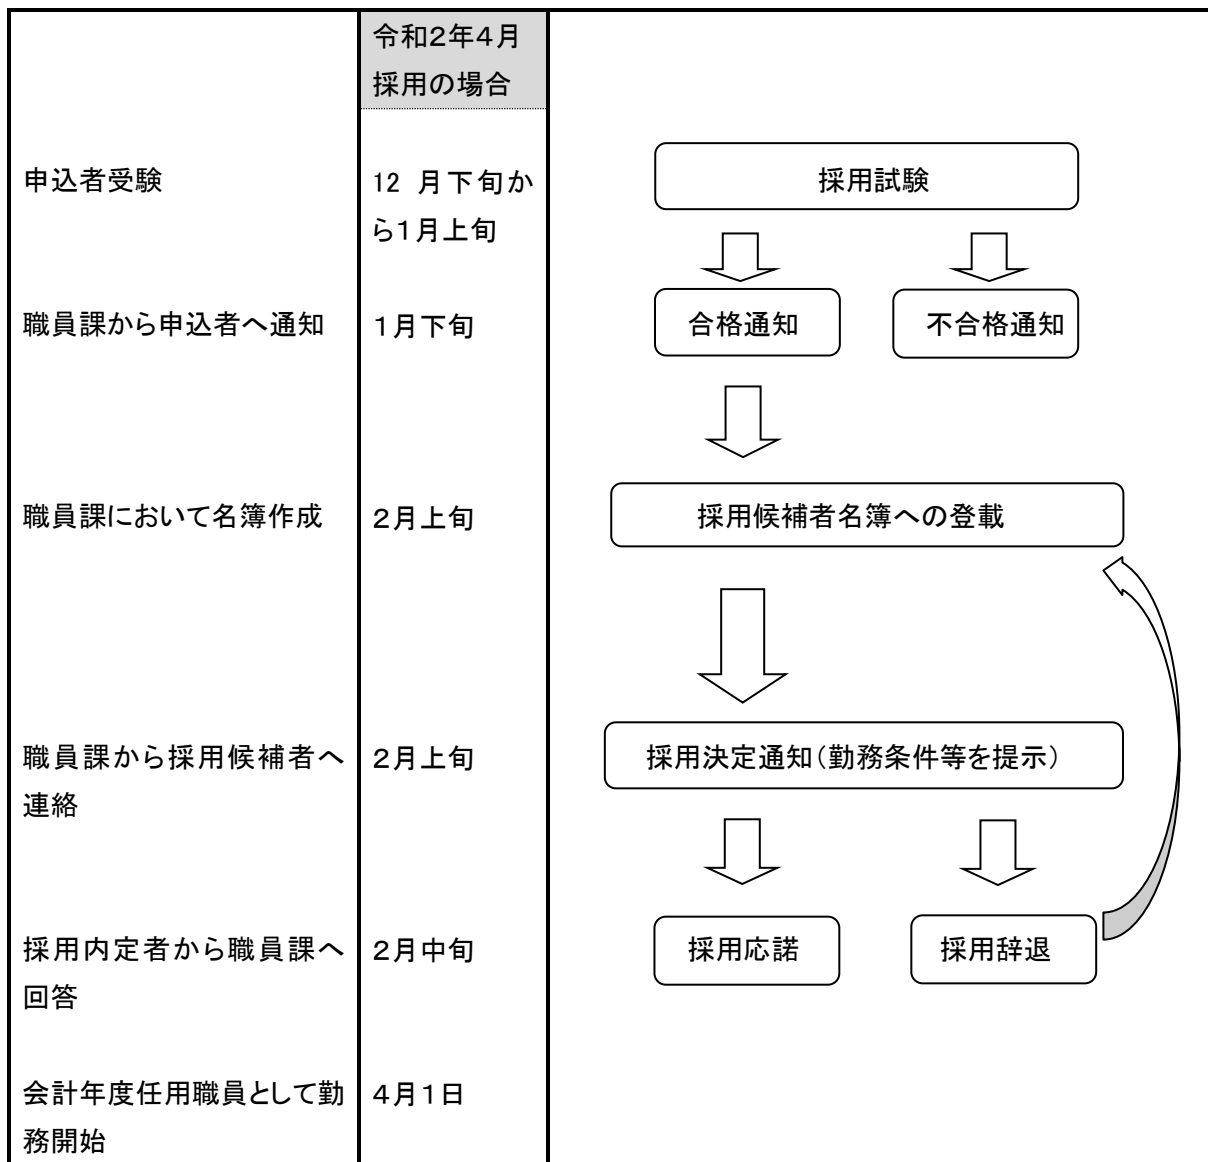 令和2年4月
採用の場合
申込者受験
12 月下旬か
ら1月上旬
採用試験
職員課から申込者へ通知
1月下旬
合格通知
不合格通知
職員課において名簿作成
2月上旬
採用候補者名簿への登載
職員課から採用候補者へ
連絡
2月上旬
採用決定通知(勤務条件等を提示)
採用内定者から職員課へ
回答
2月中旬
採用応諾
採用辞退
会計年度任用職員として勤
務開始
4月1日